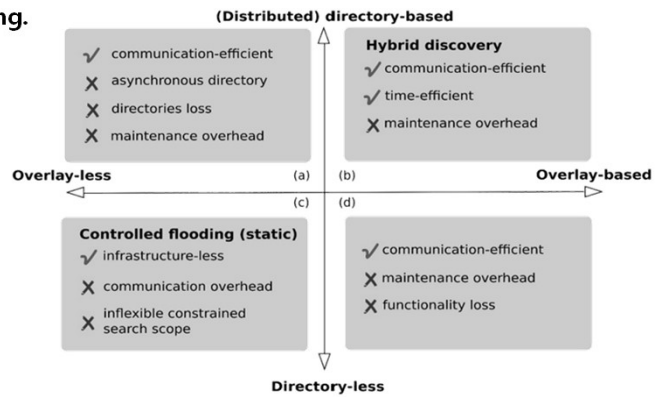 ng.
(Distributed) directory-based
✓ communication-efficient
✗ asynchronous directory
✗ directories loss
✗ maintenance overhead
Hybrid discovery
✓ communication-efficient
✓ time-efficient
✗ maintenance overhead
Overlay-less
(a)
(b)
Overlay-based
(c)
(d)
Controlled flooding (static)
✓ infrastructure-less
✗ communication overhead
✗ inflexible constrained
search scope
✓ communication-efficient
✗ maintenance overhead
✗ functionality loss
Directory-less